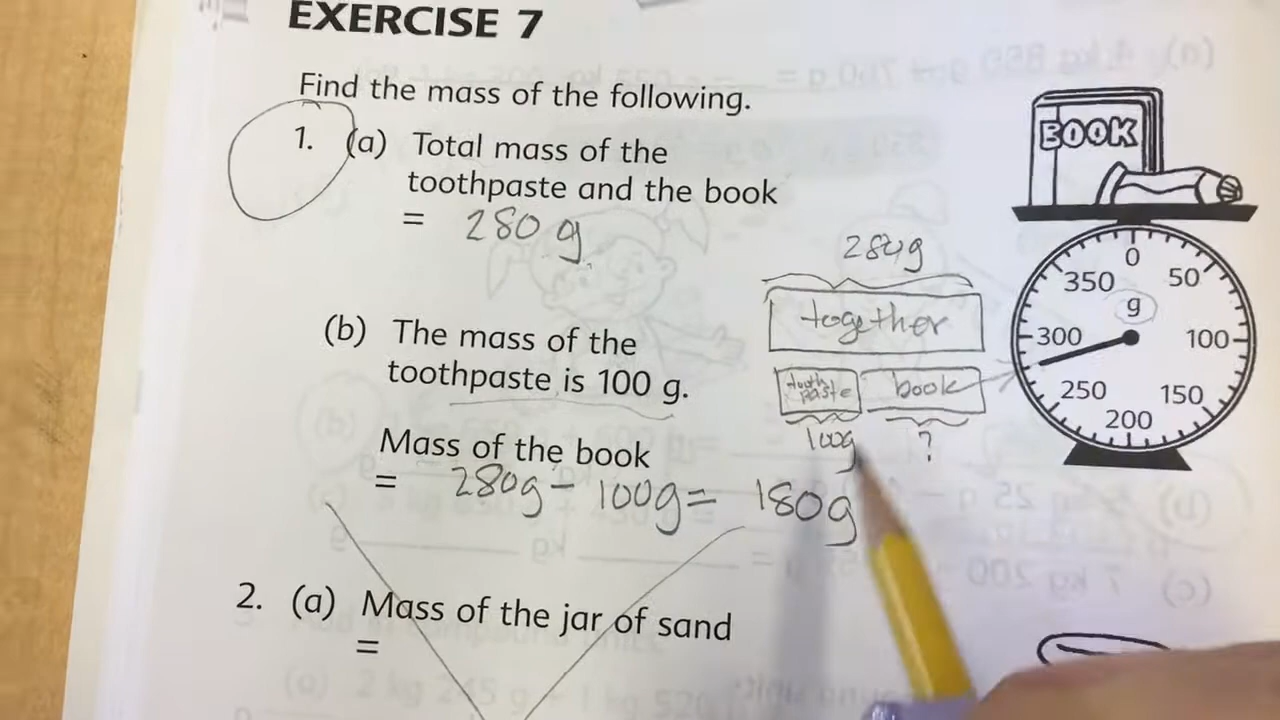 EXERCISE 7
Find the mass of the following.
1. (a) Total mass of the
toothpaste and the book
= 280 g
BOOK
0
50
100
150
200
250
300
350
g
284g
together
tooth
paste
book
100g
?
(b) The mass of the
toothpaste is 100 g.
Mass of the book
= 280g - 100g = 180g
2. (a) Mass of the jar of sand
=